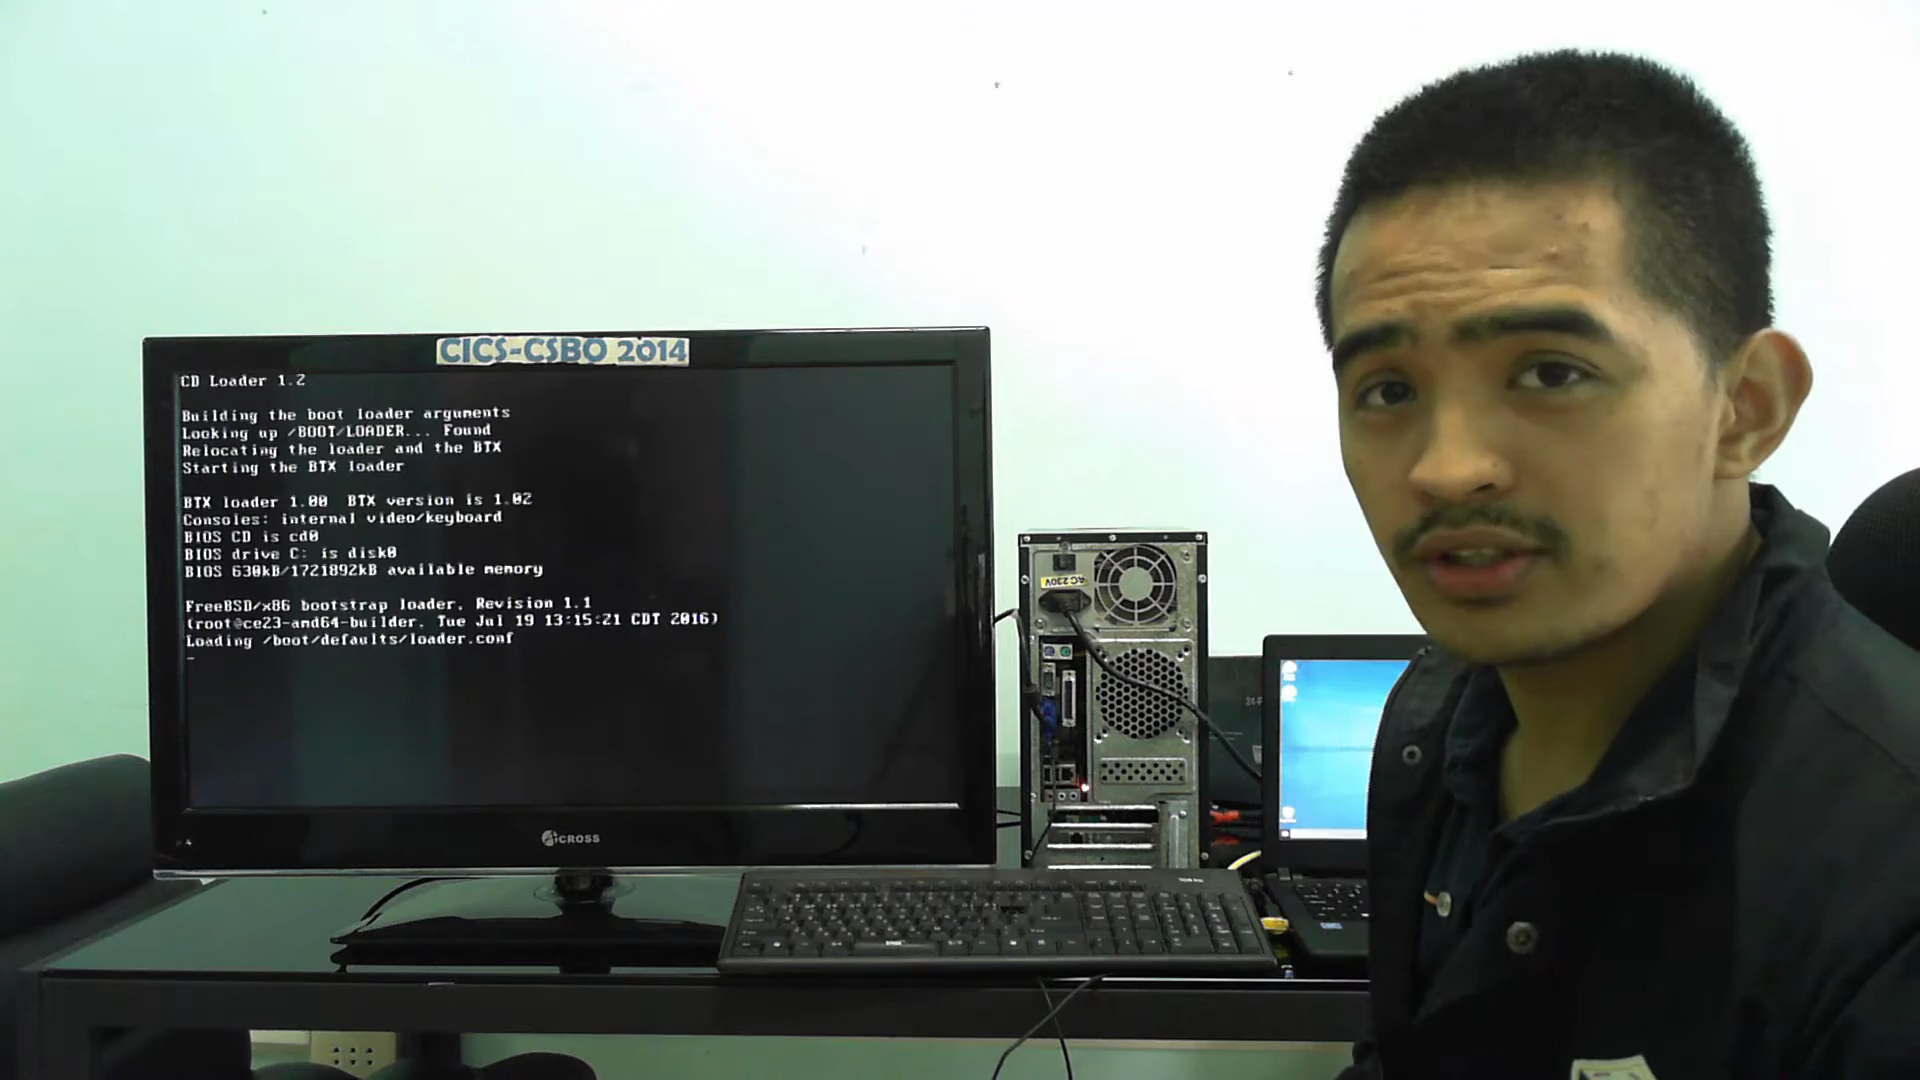 CICS-CSBO 2014
CD Loader 1.2
Building the boot loader arguments
Looking up /BOOT/LOADER... Found
Relocating the loader and the BTX
Starting the BTX loader
BTX loader 1.00  BTX version is 1.02
Consoles: internal video/keyboard
BIOS CD is cd0
BIOS drive C: is disk0
BIOS 630kB/1721892kB available memory
FreeBSD/x86 bootstrap loader, Revision 1.1
(root@ce23-amd64-builder, Tue Jul 19 13:15:21 CDT 2016)
Loading /boot/defaults/loader.conf
_
AC 230V
CROSS